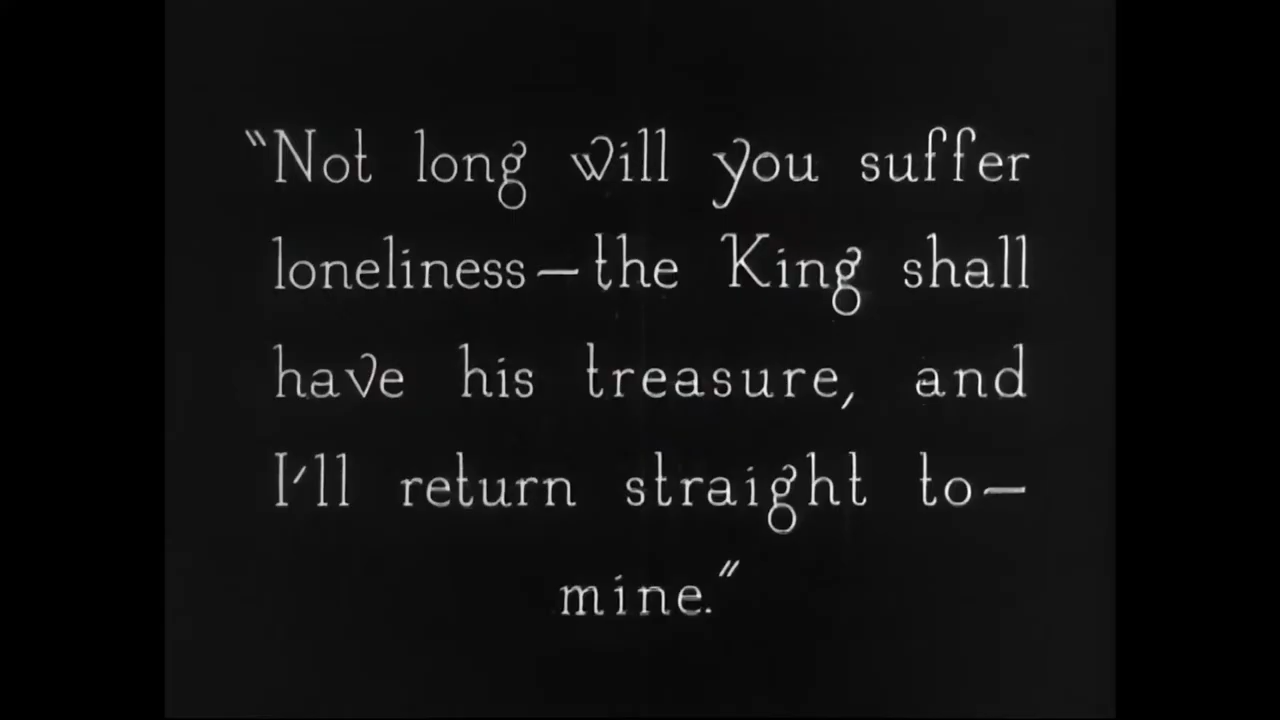 "Not long will you suffer
loneliness—the King shall
have his treasure, and
I'll return straight to—
mine."